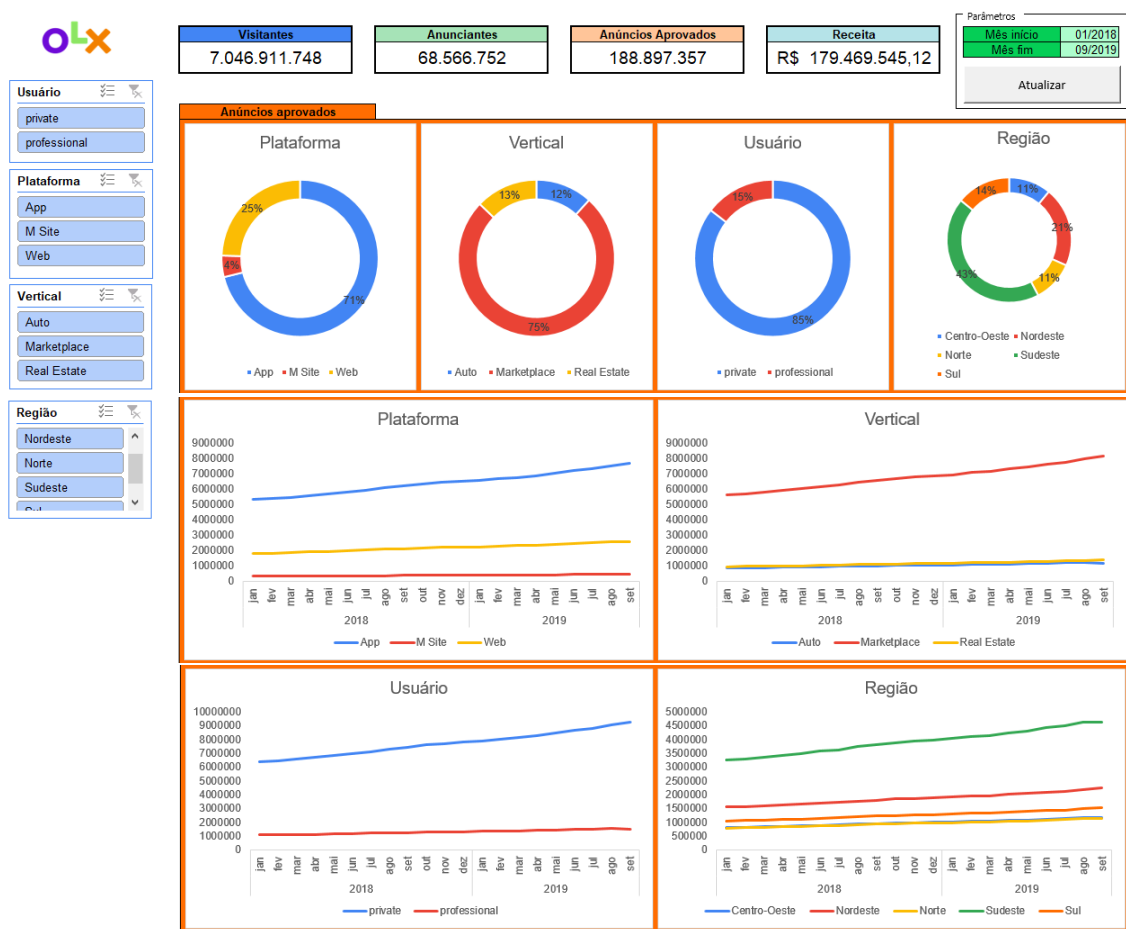 OLX
Visitantes
7.046.911.748
Anunciantes
68.566.752
Anúncios Aprovados
188.897.357
Receita
R$ 179.469.545,12
Parâmetros
Mês início 01/2018
Mês fim 09/2019
Atualizar
Usuário
private
professional
Plataforma
App
M Site
Web
Vertical
Auto
Marketplace
Real Estate
Região
Nordeste
Norte
Sudeste
Sul
Anúncios aprovados
Plataforma
25%
4%
71%
App M Site Web
Vertical
13% 12%
75%
Auto Marketplace Real Estate
Usuário
15%
85%
private professional
Região
14% 11%
21%
43% 11%
Centro-Oeste Nordeste
Norte Sudeste
Sul
Plataforma
9000000
8000000
7000000
6000000
5000000
4000000
3000000
2000000
1000000
0
jan fev mar abr mai jun jul ago set out nov dez jan fev mar abr mai jun jul ago set
2018 2019
App M Site Web
Vertical
9000000
8000000
7000000
6000000
5000000
4000000
3000000
2000000
1000000
0
jan fev mar abr mai jun jul ago set out nov dez jan fev mar abr mai jun jul ago set
2018 2019
Auto Marketplace Real Estate
Usuário
10000000
9000000
8000000
7000000
6000000
5000000
4000000
3000000
2000000
1000000
0
jan fev mar abr mai jun jul ago set out nov dez jan fev mar abr mai jun jul ago set
2018 2019
private professional
Região
5000000
4500000
4000000
3500000
3000000
2500000
2000000
1500000
1000000
500000
0
jan fev mar abr mai jun jul ago set out nov dez jan fev mar abr mai jun jul ago set
2018 2019
Centro-Oeste Nordeste Norte Sudeste Sul